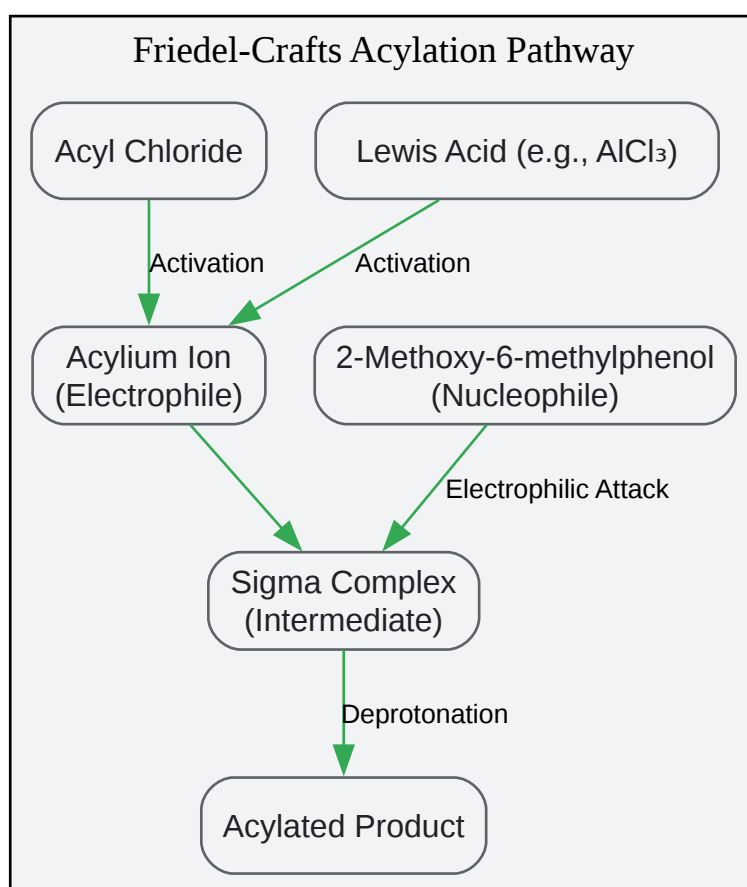 Friedel-Crafts Acylation Pathway
Acyl Chloride
Lewis Acid (e.g., AlCl₃)
Activation
Activation
Acylium Ion
(Electrophile)
2-Methoxy-6-methylphenol
(Nucleophile)
Electrophilic Attack
Sigma Complex
(Intermediate)
Deprotonation
Acylated Product